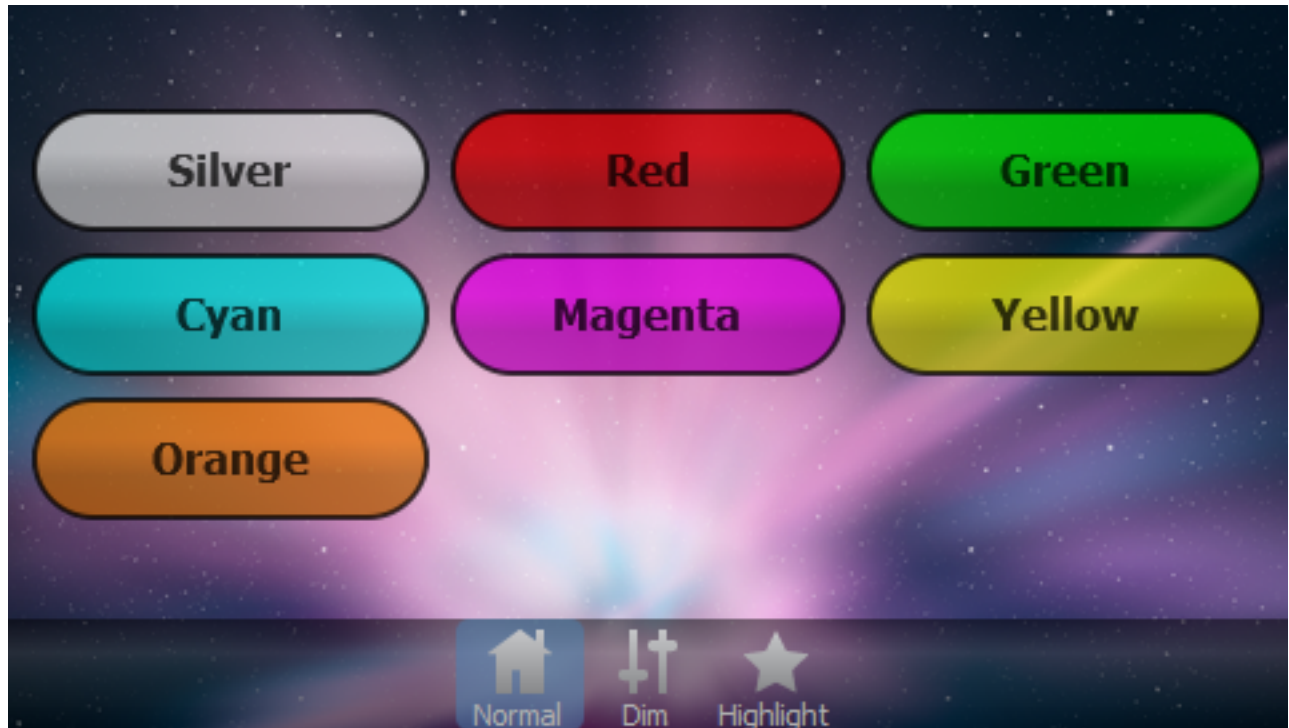 Silver Red Green
Cyan Magenta Yellow
Orange
Normal Dim Highlight